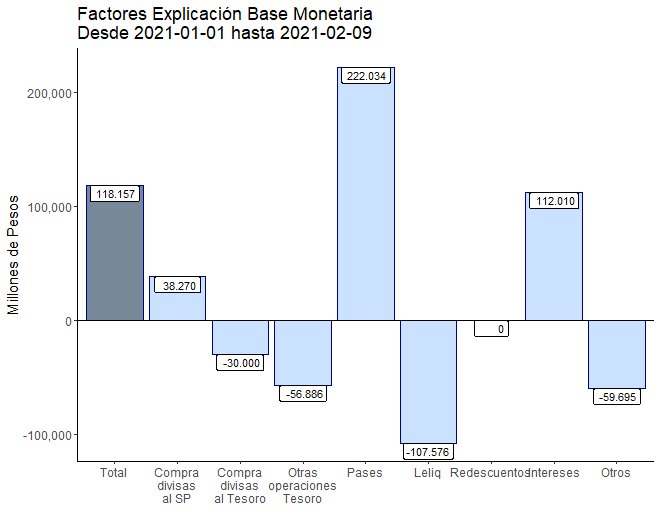 Factores Explicación Base Monetaria
Desde 2021-01-01 hasta 2021-02-09
Millones de Pesos
200,000
100,000
0
-100,000
118.157
38.270
-30.000
-56.886
222.034
-107.576
0
112.010
-59.695
Total
Compra
divisas
al SP
Compra
divisas
al Tesoro
Otras
operaciones
Tesoro
Pases
Leliq
Redescuentos
Intereses
Otros